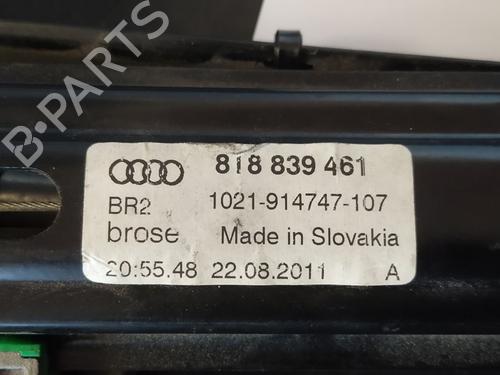 B-PARTS
818 839 461
BR2 1021-914747-107
brose Made in Slovakia
20:55.48 22.08.2011 A